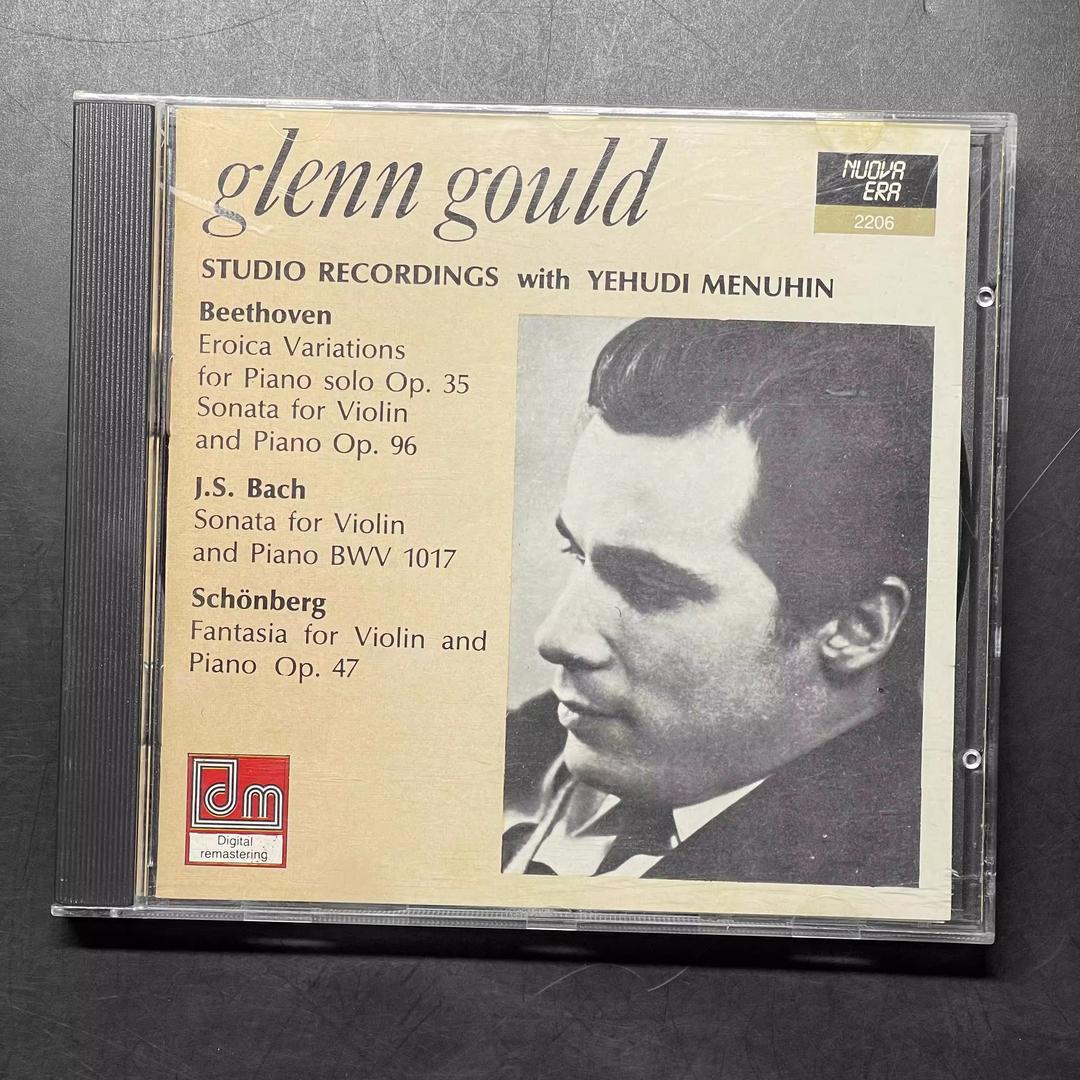 glenn gould
NUOVA
ERA
2206
STUDIO RECORDINGS with YEHUDI MENUHIN
Beethoven
Eroica Variations
for Piano solo Op. 35
Sonata for Violin
and Piano Op. 96
J.S. Bach
Sonata for Violin
and Piano BWV 1017
Schönberg
Fantasia for Violin and
Piano Op. 47
dm
Digital
remastering